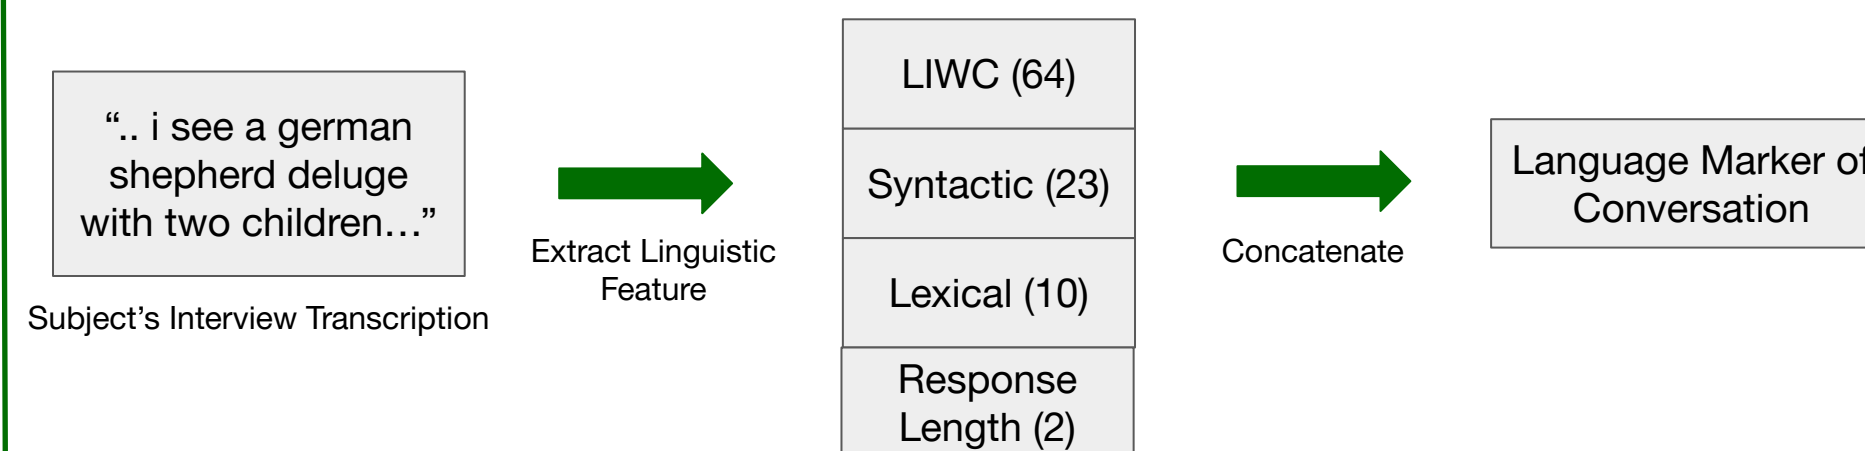 “.. i see a german
shepherd deluge
with two children…”
Subject’s Interview Transcription
Extract Linguistic
Feature
LIWC (64)
Syntactic (23)
Lexical (10)
Response
Length (2)
Concatenate
Language Marker of
Conversation